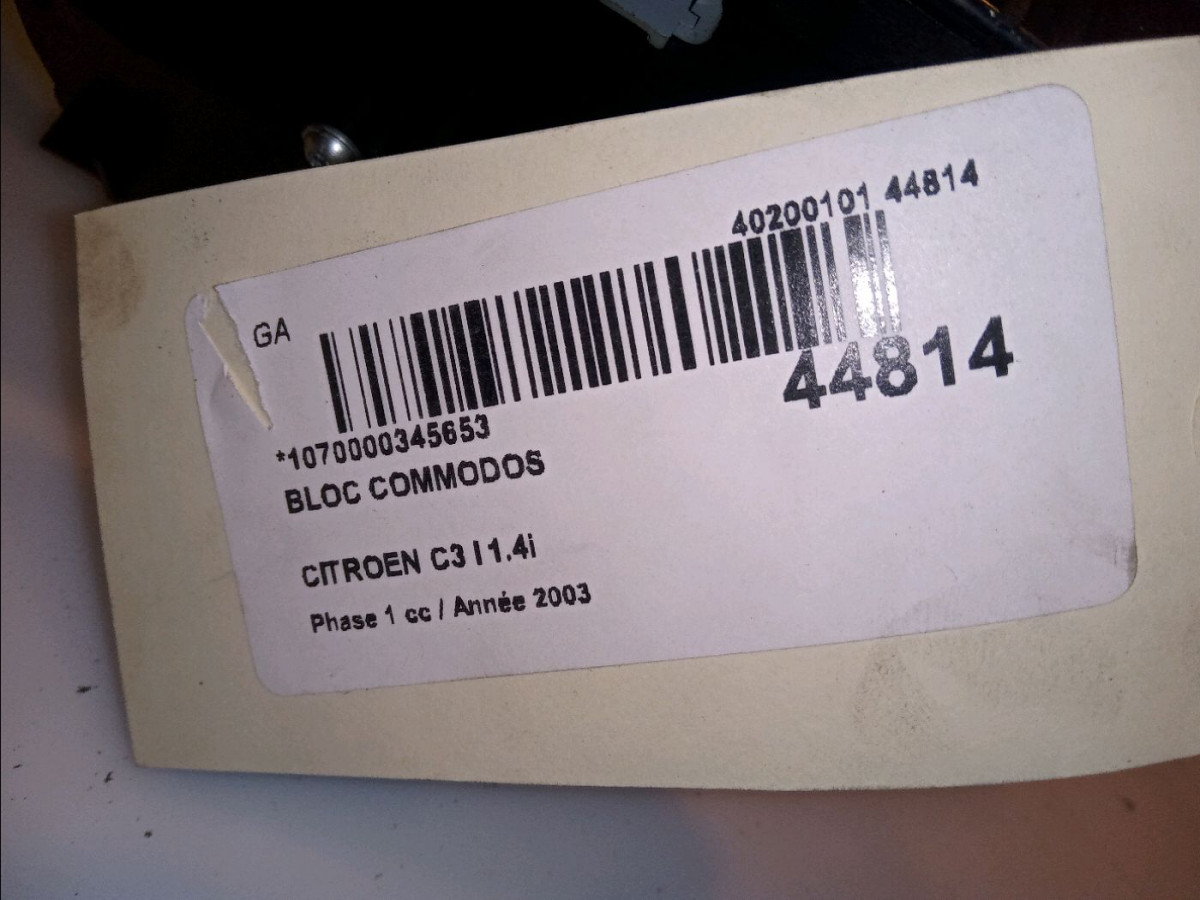 40200101 44814
GA
44814
*1070000345653
BLOC COMMODOS
CITROEN C3 I 1.4i
Phase 1 cc / Année 2003